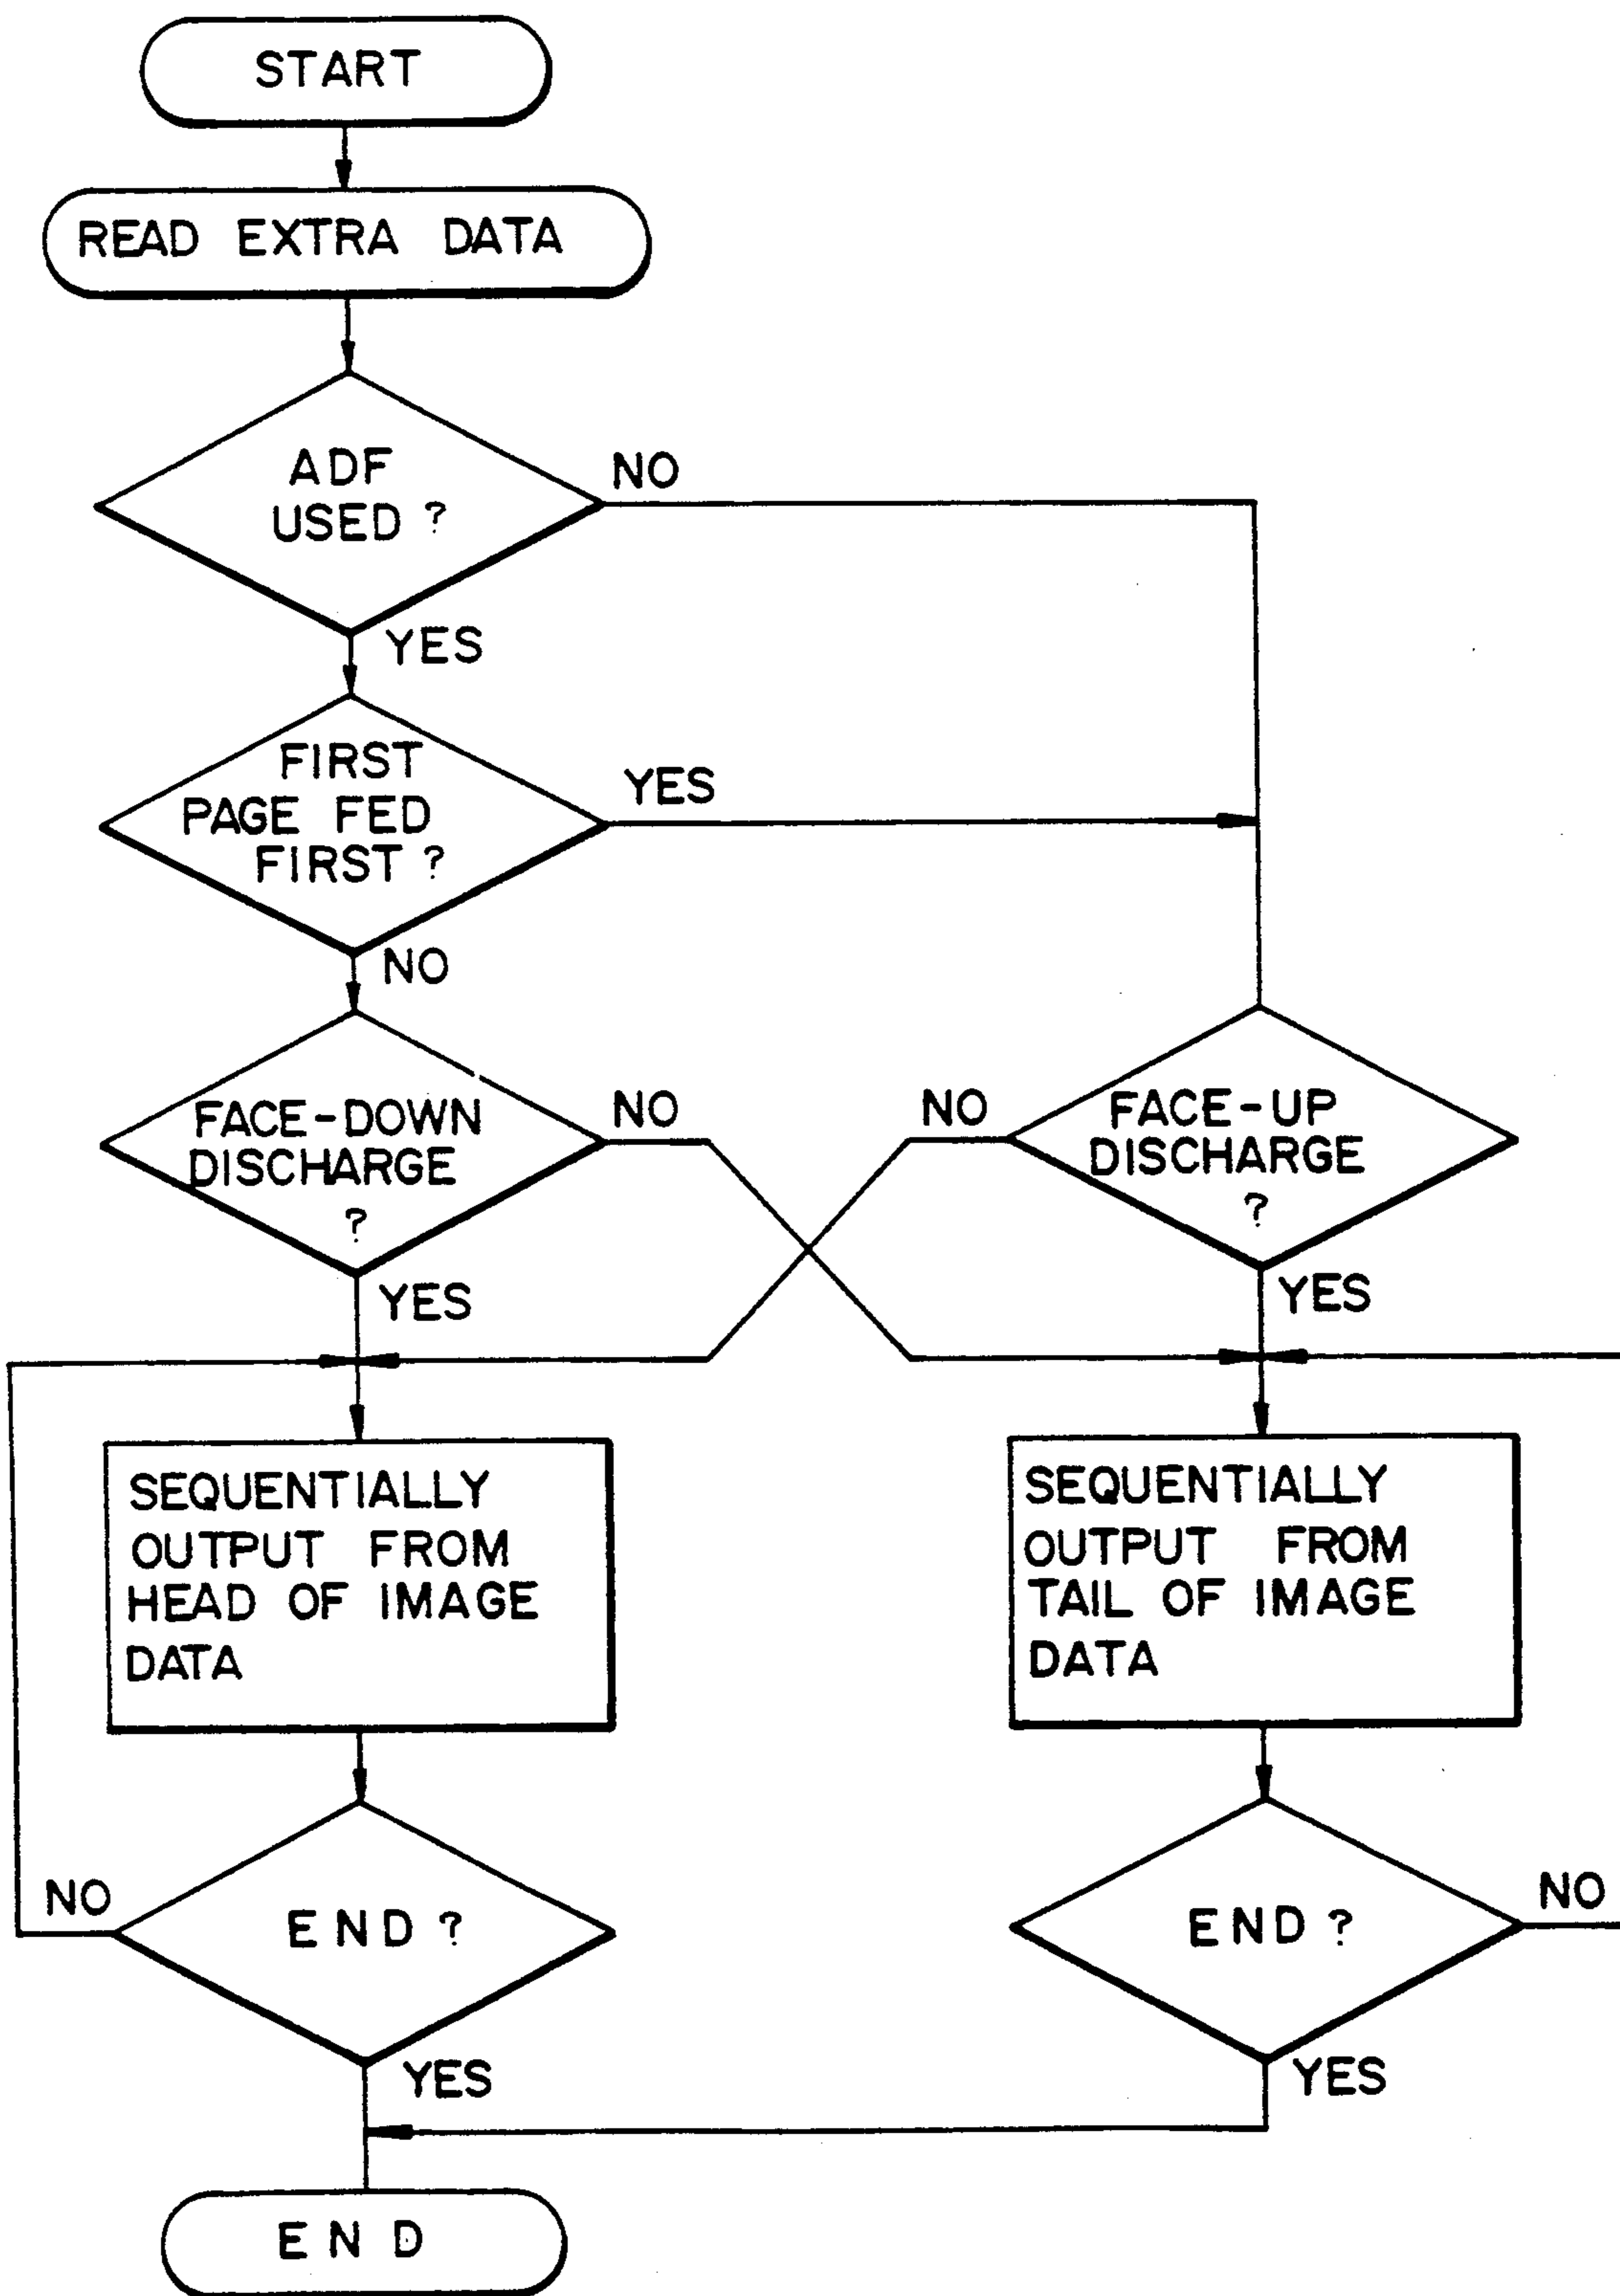 START
READ EXTRA DATA
ADF
USED ?
NO
YES
FIRST
PAGE FED
FIRST ?
YES
NO
FACE-DOWN
DISCHARGE
?
NO
YES
NO
FACE-UP
DISCHARGE
?
YES
SEQUENTIALLY
OUTPUT FROM
HEAD OF IMAGE
DATA
SEQUENTIALLY
OUTPUT FROM
TAIL OF IMAGE
DATA
NO
END ?
YES
END ?
NO
YES
END